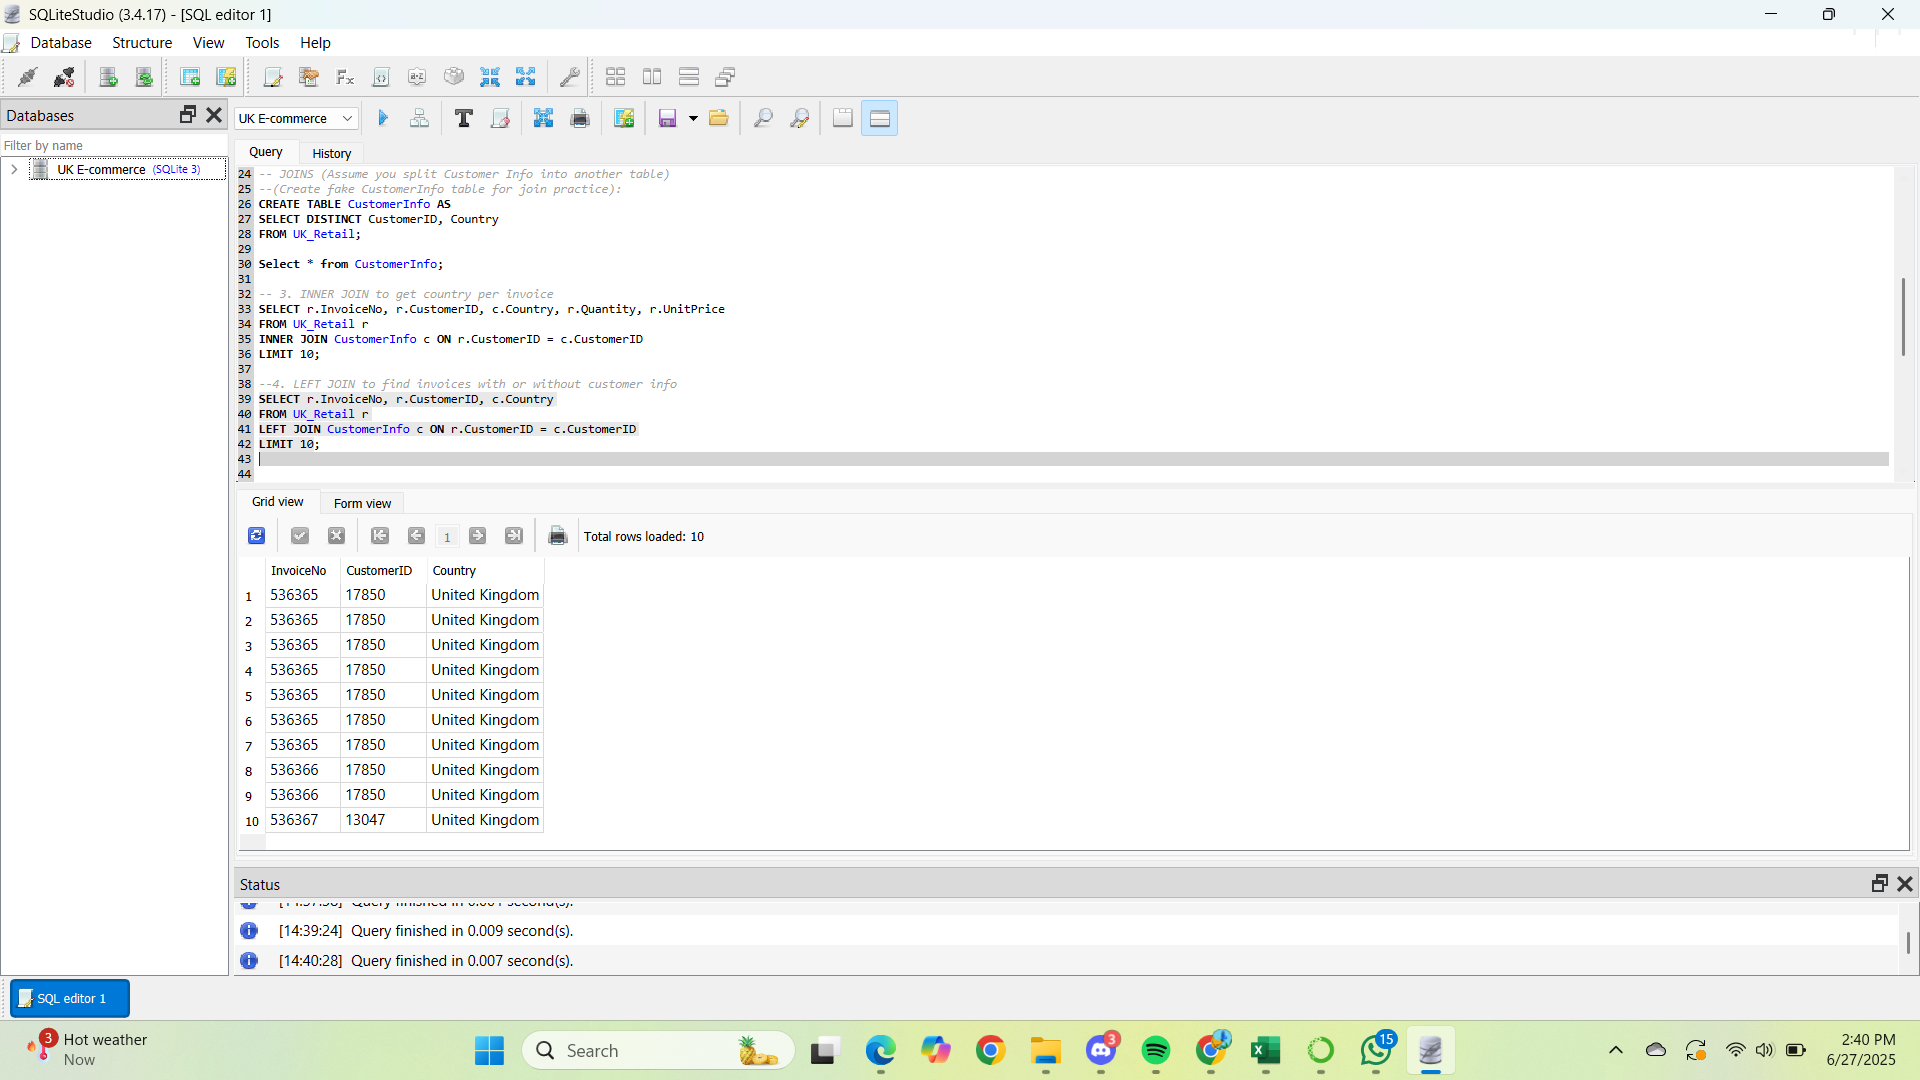 SQLiteStudio (3.4.17) - [SQL editor 1]
Database Structure View Tools Help
Databases
UK E-commerce
Filter by name
UK E-commerce (SQLite 3)
Query History
24 -- JOINS (Assume you split Customer Info into another table)
25 --(Create fake CustomerInfo table for join practice):
26 CREATE TABLE CustomerInfo AS
27 SELECT DISTINCT CustomerID, Country
28 FROM UK_Retail;
29
30 Select * from CustomerInfo;
31
32 -- 3. INNER JOIN to get country per invoice
33 SELECT r.InvoiceNo, r.CustomerID, c.Country, r.Quantity, r.UnitPrice
34 FROM UK_Retail r
35 INNER JOIN CustomerInfo c ON r.CustomerID = c.CustomerID
36 LIMIT 10;
37
38 --4. LEFT JOIN to find invoices with or without customer info
39 SELECT r.InvoiceNo, r.CustomerID, c.Country
40 FROM UK_Retail r
41 LEFT JOIN CustomerInfo c ON r.CustomerID = c.CustomerID
42 LIMIT 10;
43
44
Grid view Form view
1 Total rows loaded: 10
InvoiceNo CustomerID Country
1 536365 17850 United Kingdom
2 536365 17850 United Kingdom
3 536365 17850 United Kingdom
4 536365 17850 United Kingdom
5 536365 17850 United Kingdom
6 536365 17850 United Kingdom
7 536365 17850 United Kingdom
8 536366 17850 United Kingdom
9 536366 17850 United Kingdom
10 536367 13047 United Kingdom
Status
Query finished in 0.001 second(s).
[14:39:24] Query finished in 0.009 second(s).
[14:40:28] Query finished in 0.007 second(s).
SQL editor 1
3 Hot weather
Now
Search
3
15
2:40 PM
6/27/2025